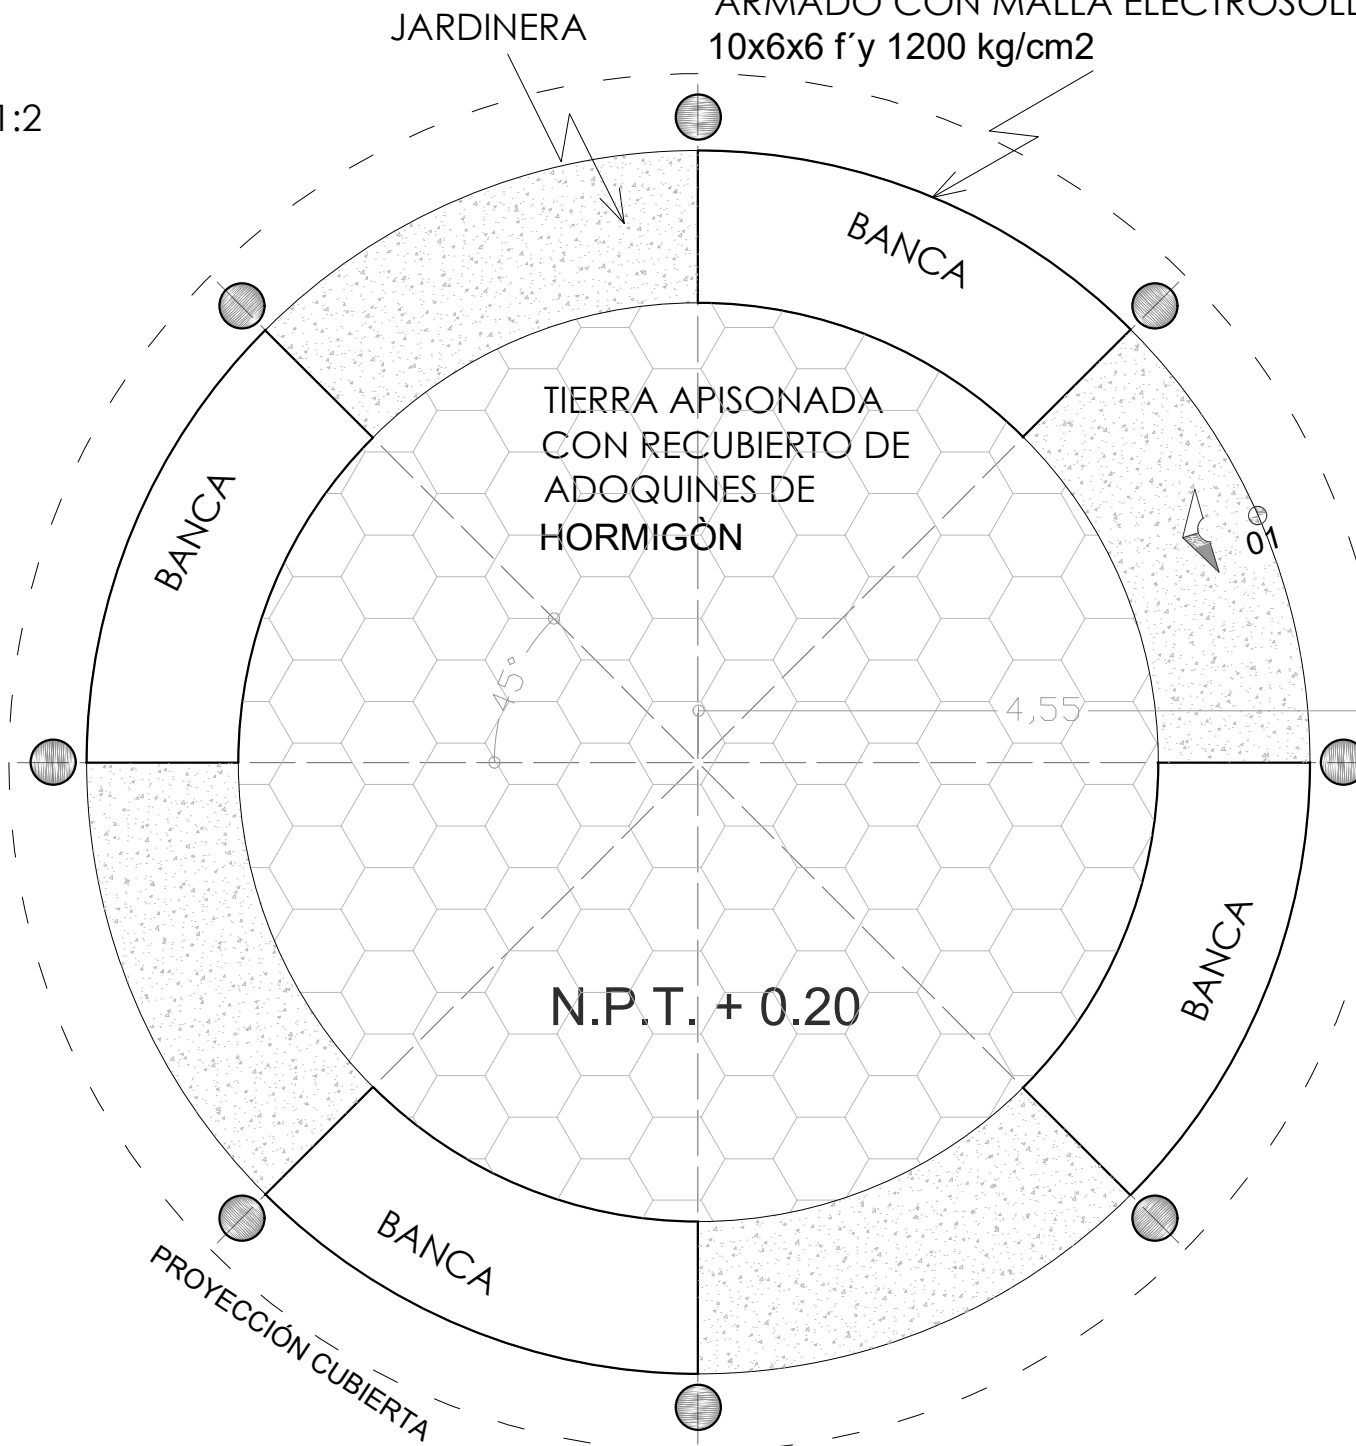 JARDINERA
10x6x6 f´y 1200 kg/cm2
1:2
BANCA
TIERRA APISONADA
CON RECUBIERTO DE
ADOQUINES DE
HORMIGÒN
BANCA
01
45°
4,55
BANCA
N.P.T. + 0.20
BANCA
PROYECCIÓN CUBIERTA
ARMADO CON MALLA